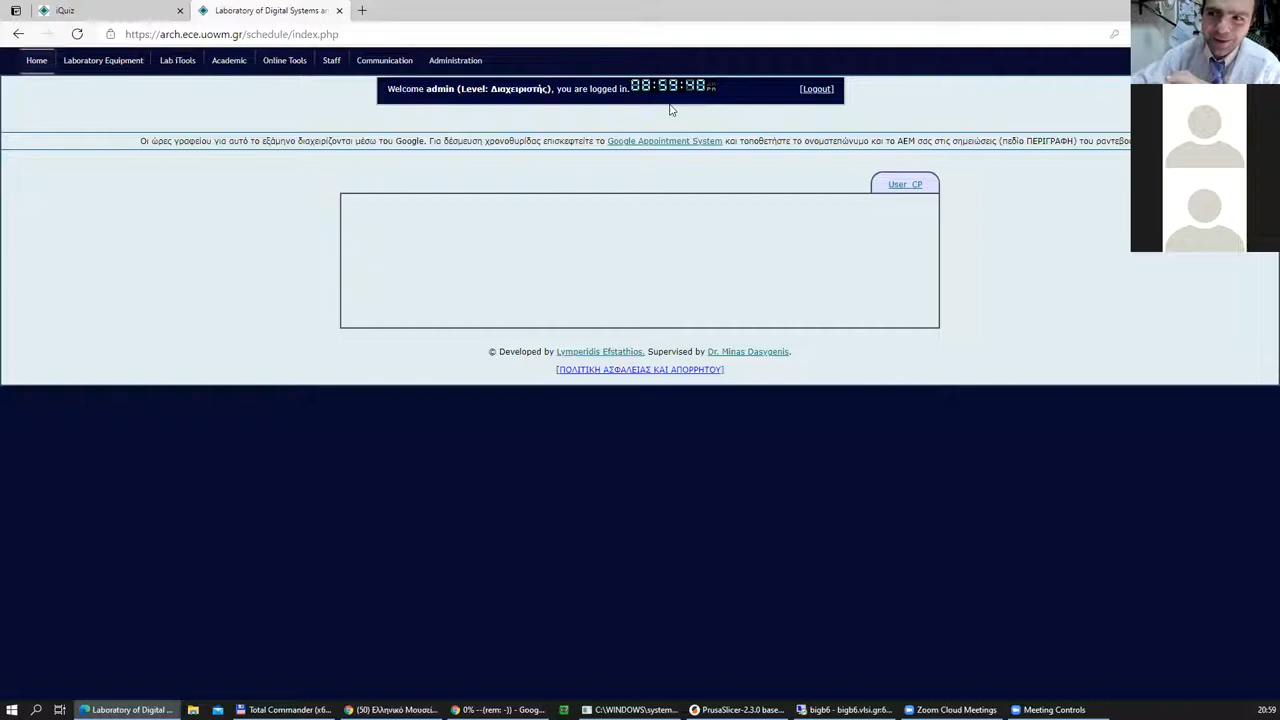 iQuiz
Laboratory of Digital Systems an
https://arch.ece.uowm.gr/schedule/index.php
Home Laboratory Equipment Lab iTools Academic Online Tools Staff Communication Administration
Welcome admin (Level: Διαχειριστής), you are logged in. 08:59:48 PM [Logout]
Οι ώρες γραφείου για αυτό το εξάμηνο διαχειρίζονται μέσω του Google. Για δέσμευση χρονοθυρίδας επισκεφτείτε το Google Appointment System και τοποθετήστε το ονοματεπώνυμο και το ΑΕΜ σας στις σημειώσεις (πεδίο ΠΕΡΙΓΡΑΦΗ) του ραντεβο
User CP
© Developed by Lymperidis Efstathios. Supervised by Dr. Minas Dasygenis.
[ΠΟΛΙΤΙΚΗ ΑΣΦΑΛΕΙΑΣ ΚΑΙ ΑΠΟΡΡΗΤΟΥ]
Laboratory of Digital ... Total Commander (x6... (50) Ελληνικό Μουσεί... 0% --(rem: :-)) - Goog... C:\WINDOWS\system... PrusaSlicer-2.3.0 base... bigb6 - bigb6.vlsi.gr:6... Zoom Cloud Meetings Meeting Controls 20:59